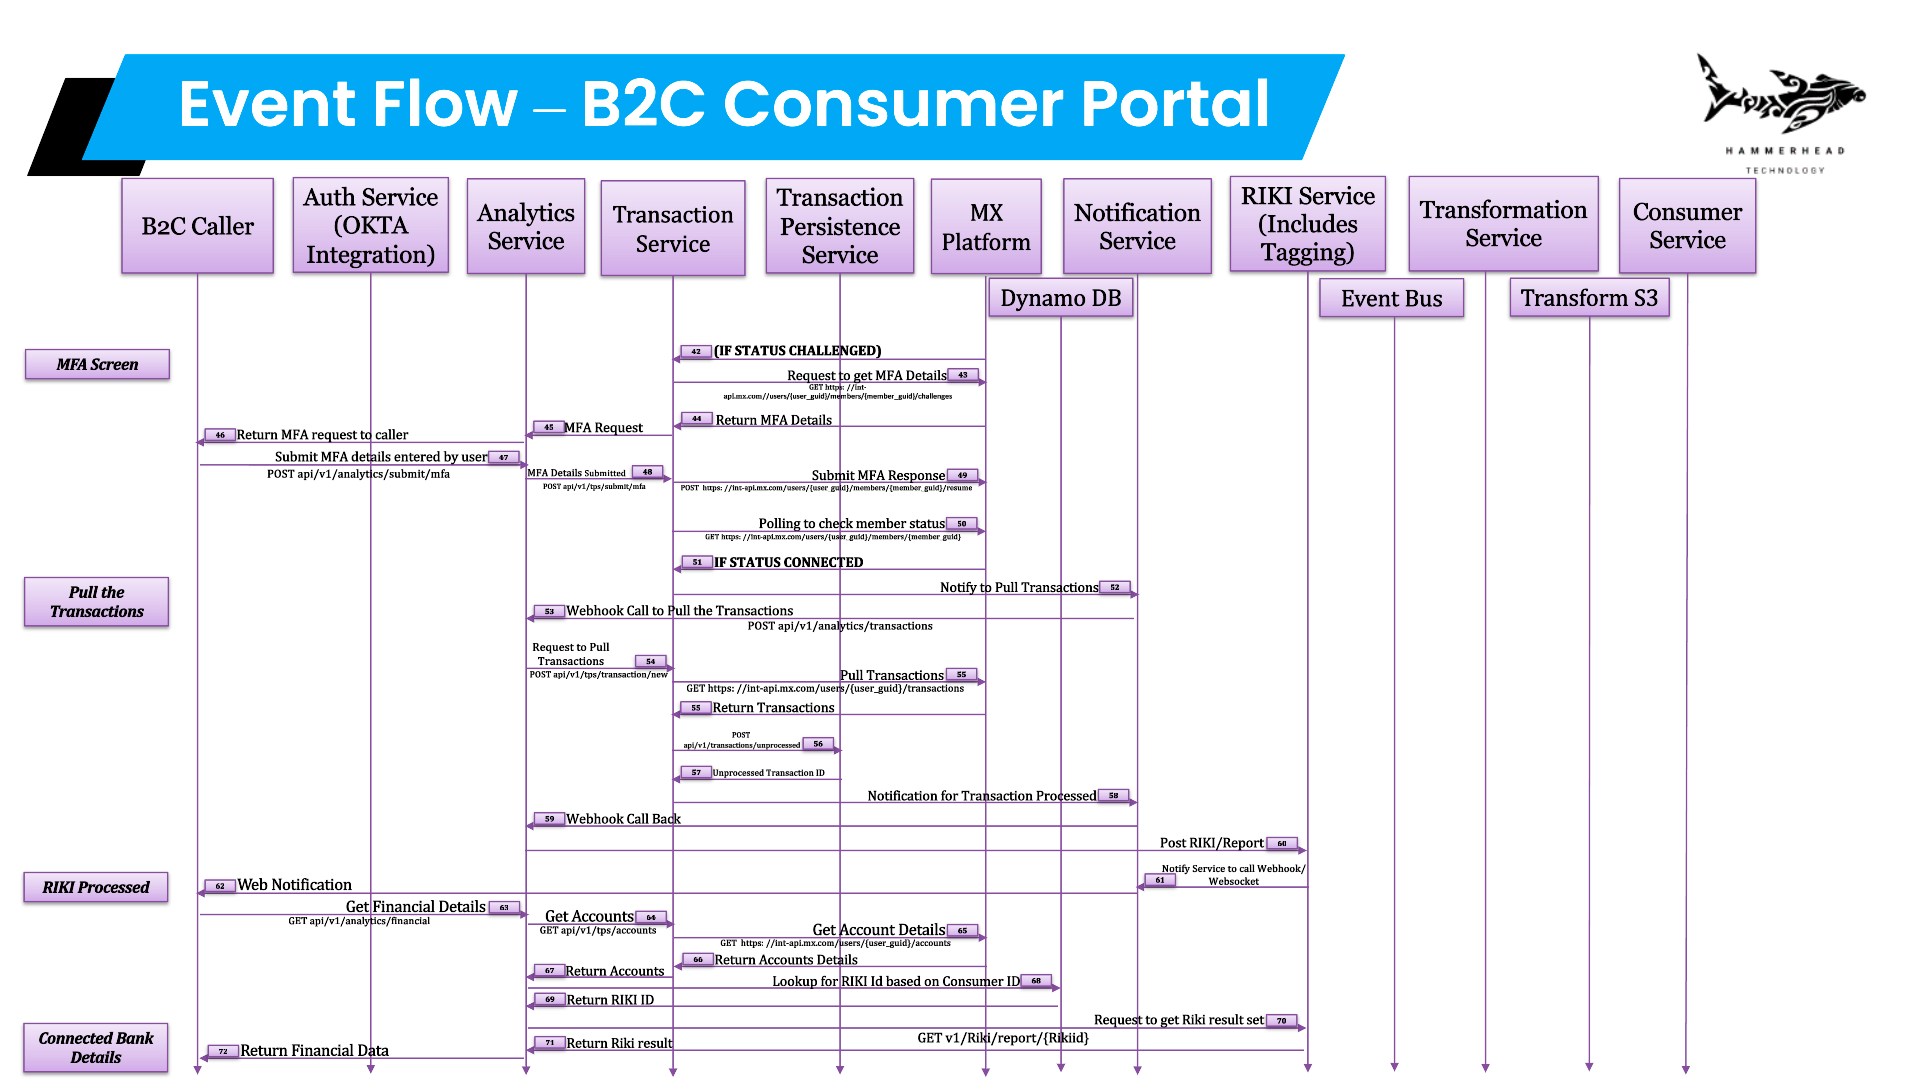 Event Flow – B2C Consumer Portal
HAMMERHEAD
TECHNOLOGY
B2C Caller
Auth Service
(OKTA
Integration)
Analytics
Service
Transaction
Service
Transaction
Persistence
Service
MX
Platform
Notification
Service
RIKI Service
(Includes
Tagging)
Transformation
Service
Consumer
Service
Dynamo DB
Event Bus
Transform S3
MFA Screen
42 (IF STATUS CHALLENGED)
Request to get MFA Details 43
GET https: //int-
api.mx.com//users/{user_guid}/members/{member_guid}/challenges
44 Return MFA Details
45 MFA Request
46 Return MFA request to caller
Submit MFA details entered by user 47
POST api/v1/analytics/submit/mfa
MFA Details Submitted 48
POST api/v1/tps/submit/mfa
Submit MFA Response 49
POST https: //int-api.mx.com/users/{user_guid}/members/{member_guid}/resume
Polling to check member status 50
GET https: //int-api.mx.com/users/{user_guid}/members/{member_guid}
51 IF STATUS CONNECTED
Pull the
Transactions
Notify to Pull Transactions 52
53 Webhook Call to Pull the Transactions
POST api/v1/analytics/transactions
Request to Pull
Transactions 54
POST api/v1/tps/transaction/new
Pull Transactions 55
GET https: //int-api.mx.com/users/{user_guid}/transactions
55 Return Transactions
POST
api/v1/transactions/unprocessed 56
57 Unprocessed Transaction ID
Notification for Transaction Processed 58
59 Webhook Call Back
Post RIKI/Report 60
Notify Service to call Webhook/
Websocket
61
RIKI Processed
62 Web Notification
Get Financial Details 63
GET api/v1/analytics/financial
Get Accounts 64
GET api/v1/tps/accounts
Get Account Details 65
GET https: //int-api.mx.com/users/{user_guid}/accounts
66 Return Accounts Details
67 Return Accounts
Lookup for RIKI Id based on Consumer ID 68
69 Return RIKI ID
Request to get Riki result set 70
GET v1/Riki/report/{Rikiid}
71 Return Riki result
Connected Bank
Details
72 Return Financial Data